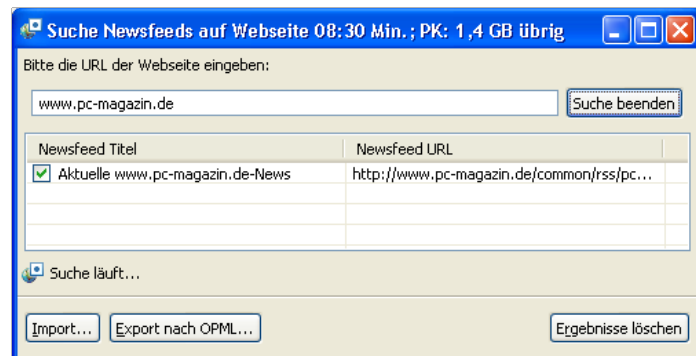 Suche Newsfeeds auf Webseite 08:30 Min.; PK: 1,4 GB übrig
Bitte die URL der Webseite eingeben:
www.pc-magazin.de Suche beenden
Newsfeed Titel Newsfeed URL
Aktuelle www.pc-magazin.de-News http://www.pc-magazin.de/common/rss/pc...
Suche läuft...
Import... Export nach OPML... Ergebnisse löschen